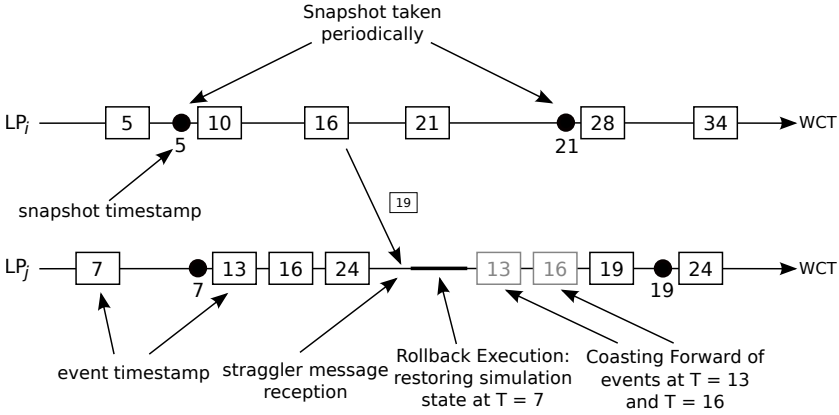 Snapshot taken
periodically
LPi 5 10 16 21 28 34 WCT
5 21
snapshot timestamp
19
LPj 7 13 16 24 13 16 19 24 WCT
7 19
event timestamp
straggler message
reception
Rollback Execution:
restoring simulation
state at T = 7
Coasting Forward of
events at T = 13
and T = 16